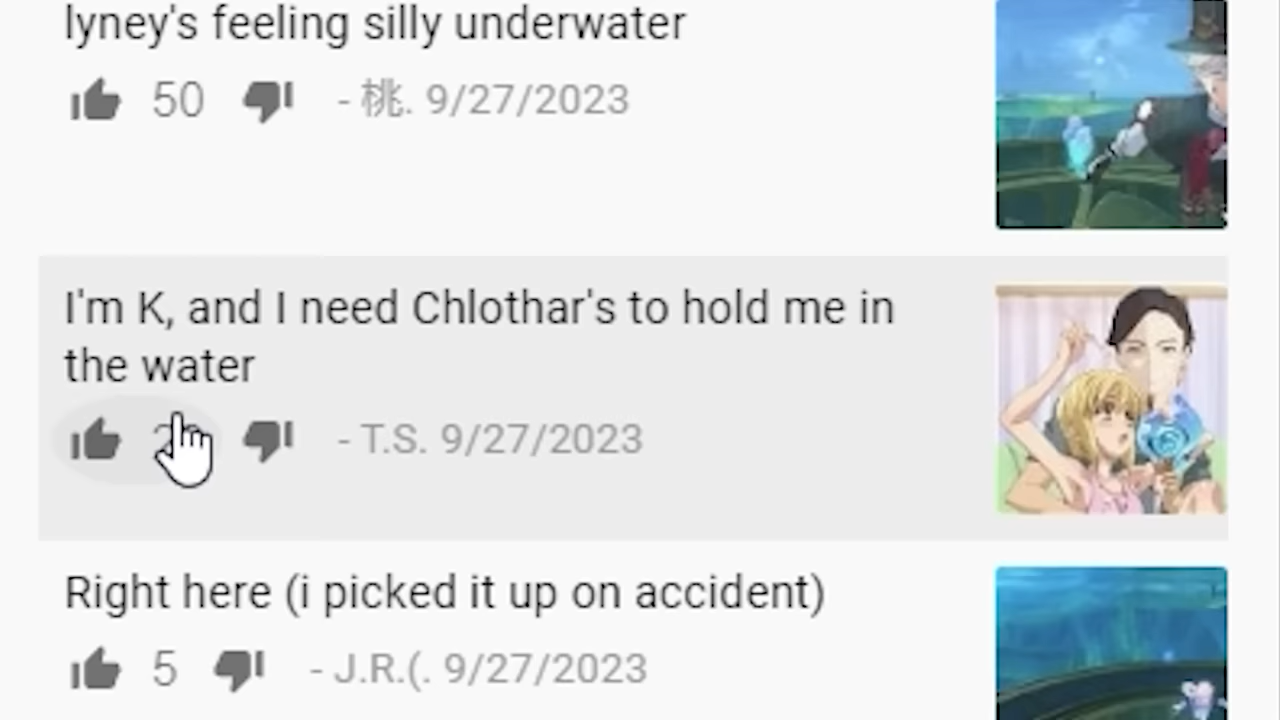 lyney's feeling silly underwater
50 - 桃. 9/27/2023
I'm K, and I need Chlothar's to hold me in
the water
- T.S. 9/27/2023
Right here (i picked it up on accident)
5 - J.R.(. 9/27/2023